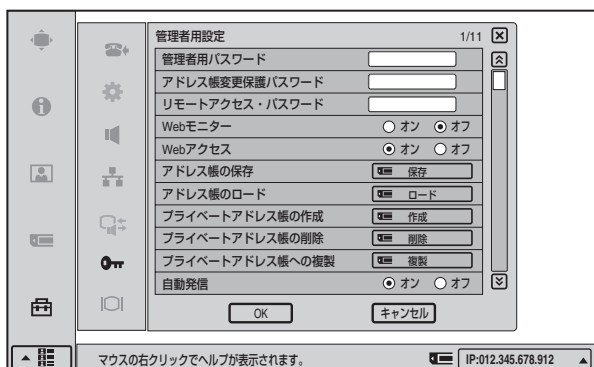 管理者用設定 1/11
管理者用パスワード
アドレス帳変更保護パスワード
リモートアクセス・パスワード
Webモニター オン オフ
Webアクセス オン オフ
アドレス帳の保存 保存
アドレス帳のロード ロード
プライベートアドレス帳の作成 作成
プライベートアドレス帳の削除 削除
プライベートアドレス帳への複製 複製
自動発信 オン オフ
OK キャンセル
マウスの右クリックでヘルプが表示されます。 IP:012.345.678.912